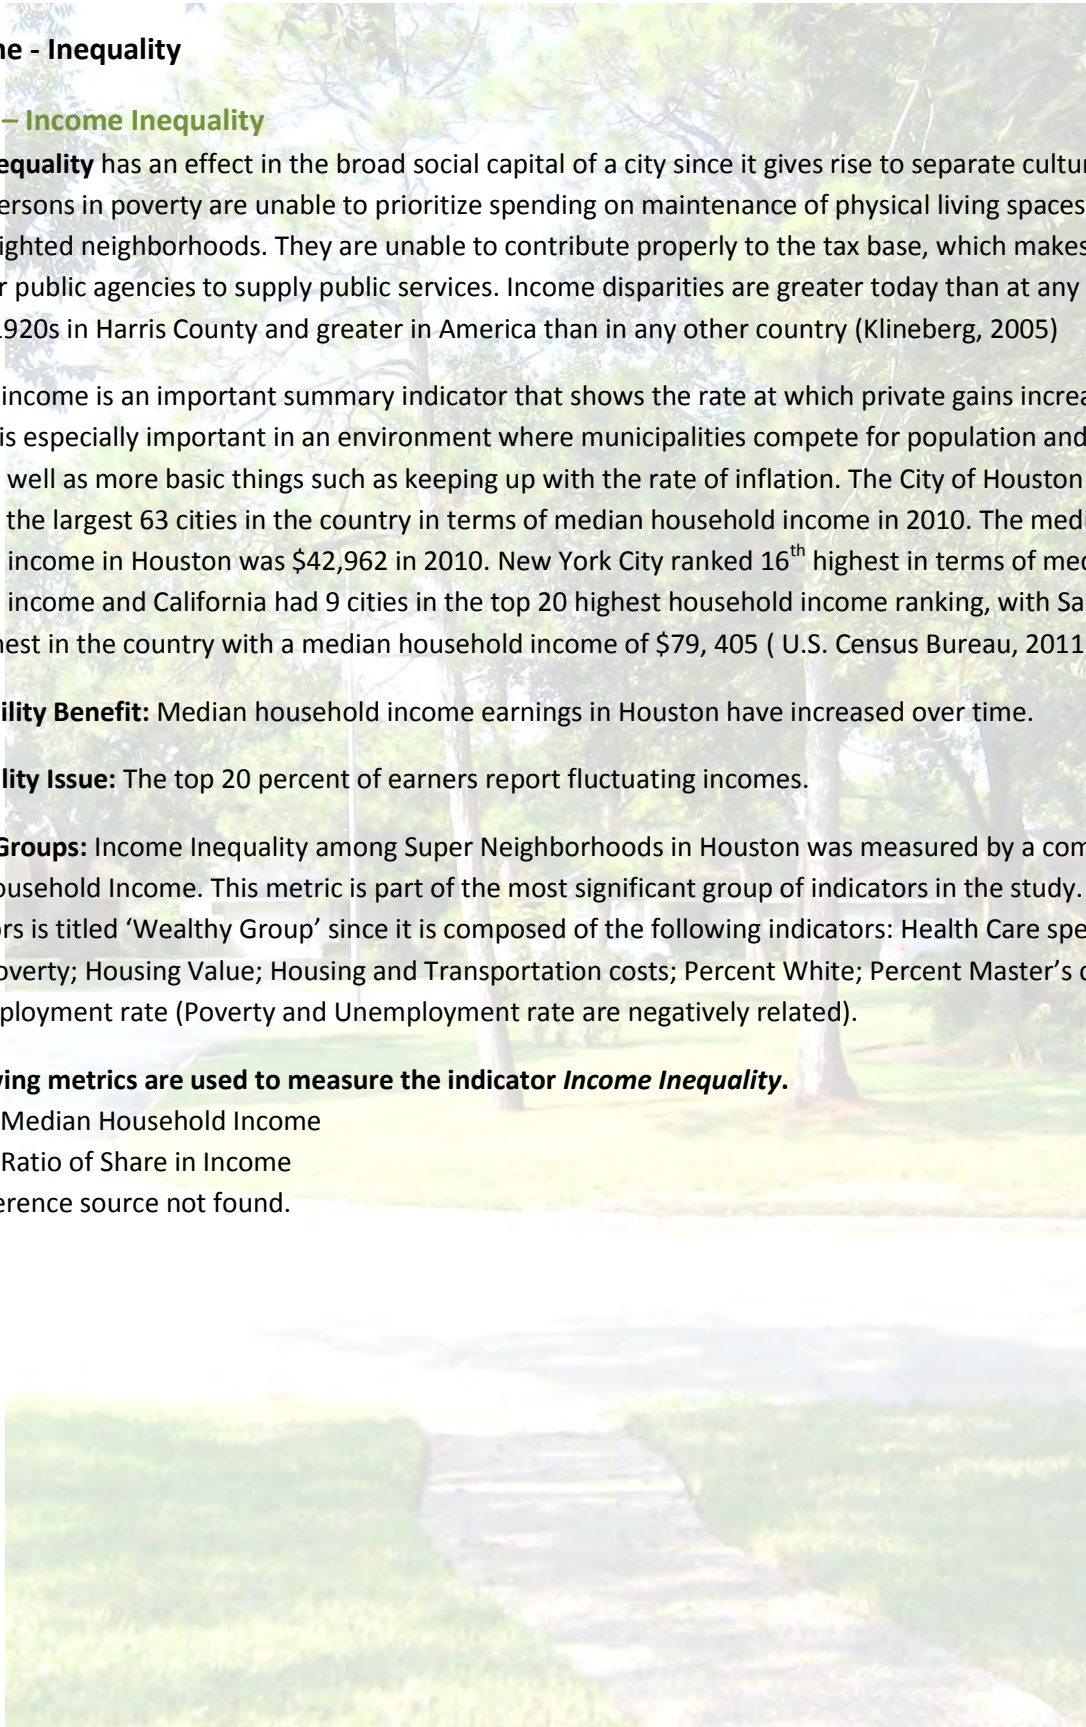 ne - Inequality
– Income Inequality
equality has an effect in the broad social capital of a city since it gives rise to separate cultur
ersons in poverty are unable to prioritize spending on maintenance of physical living spaces
ighted neighborhoods. They are unable to contribute properly to the tax base, which makes
r public agencies to supply public services. Income disparities are greater today than at any
1920s in Harris County and greater in America than in any other country (Klineberg, 2005)
income is an important summary indicator that shows the rate at which private gains increa
is especially important in an environment where municipalities compete for population and
well as more basic things such as keeping up with the rate of inflation. The City of Houston
the largest 63 cities in the country in terms of median household income in 2010. The medi
income in Houston was $42,962 in 2010. New York City ranked 16th highest in terms of med
income and California had 9 cities in the top 20 highest household income ranking, with Sa
hest in the country with a median household income of $79, 405 ( U.S. Census Bureau, 2011
ility Benefit: Median household income earnings in Houston have increased over time.
lity Issue: The top 20 percent of earners report fluctuating incomes.
Groups: Income Inequality among Super Neighborhoods in Houston was measured by a com
ousehold Income. This metric is part of the most significant group of indicators in the study.
ors is titled ‘Wealthy Group’ since it is composed of the following indicators: Health Care spe
overty; Housing Value; Housing and Transportation costs; Percent White; Percent Master’s d
ployment rate (Poverty and Unemployment rate are negatively related).
ving metrics are used to measure the indicator Income Inequality.
Median Household Income
Ratio of Share in Income
erence source not found.